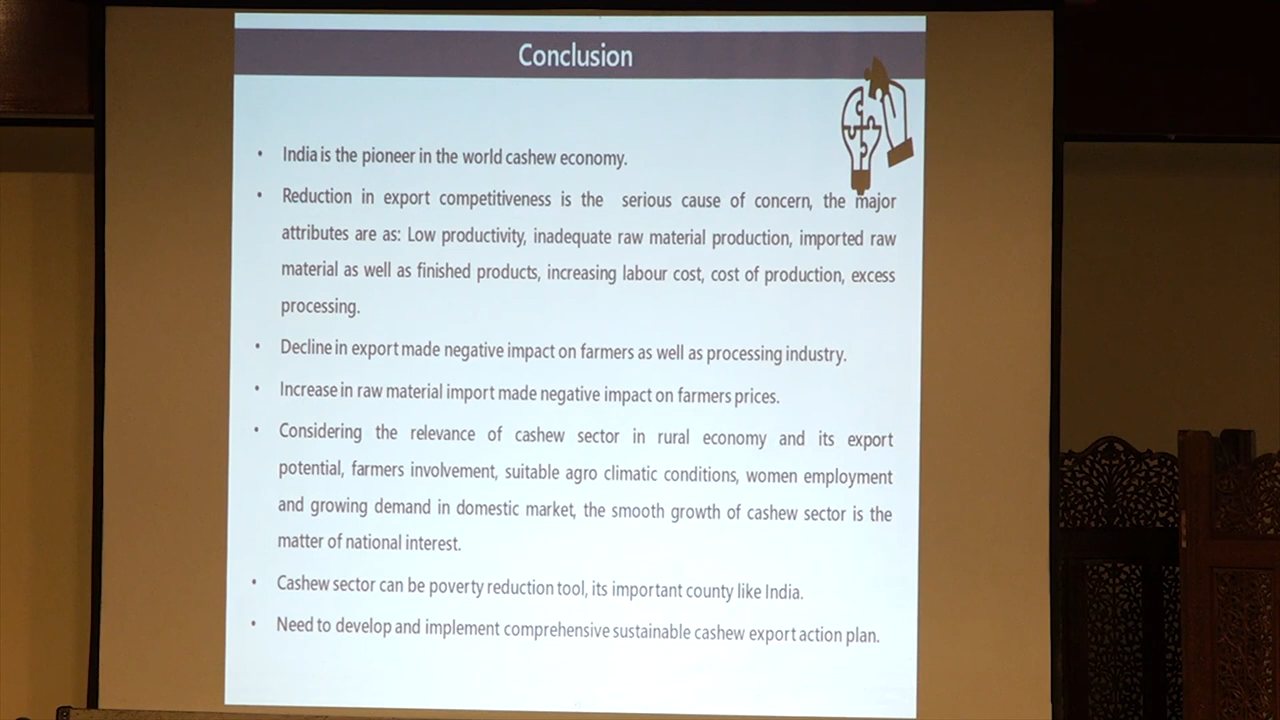 Conclusion
• India is the pioneer in the world cashew economy.
• Reduction in export competitiveness is the serious cause of concern, the major
attributes are as: Low productivity, inadequate raw material production, imported raw
material as well as finished products, increasing labour cost, cost of production, excess
processing.
• Decline in export made negative impact on farmers as well as processing industry.
• Increase in raw material import made negative impact on farmers prices.
• Considering the relevance of cashew sector in rural economy and its export
potential, farmers involvement, suitable agro climatic conditions, women employment
and growing demand in domestic market, the smooth growth of cashew sector is the
matter of national interest.
• Cashew sector can be poverty reduction tool, its important county like India.
• Need to develop and implement comprehensive sustainable cashew export action plan.